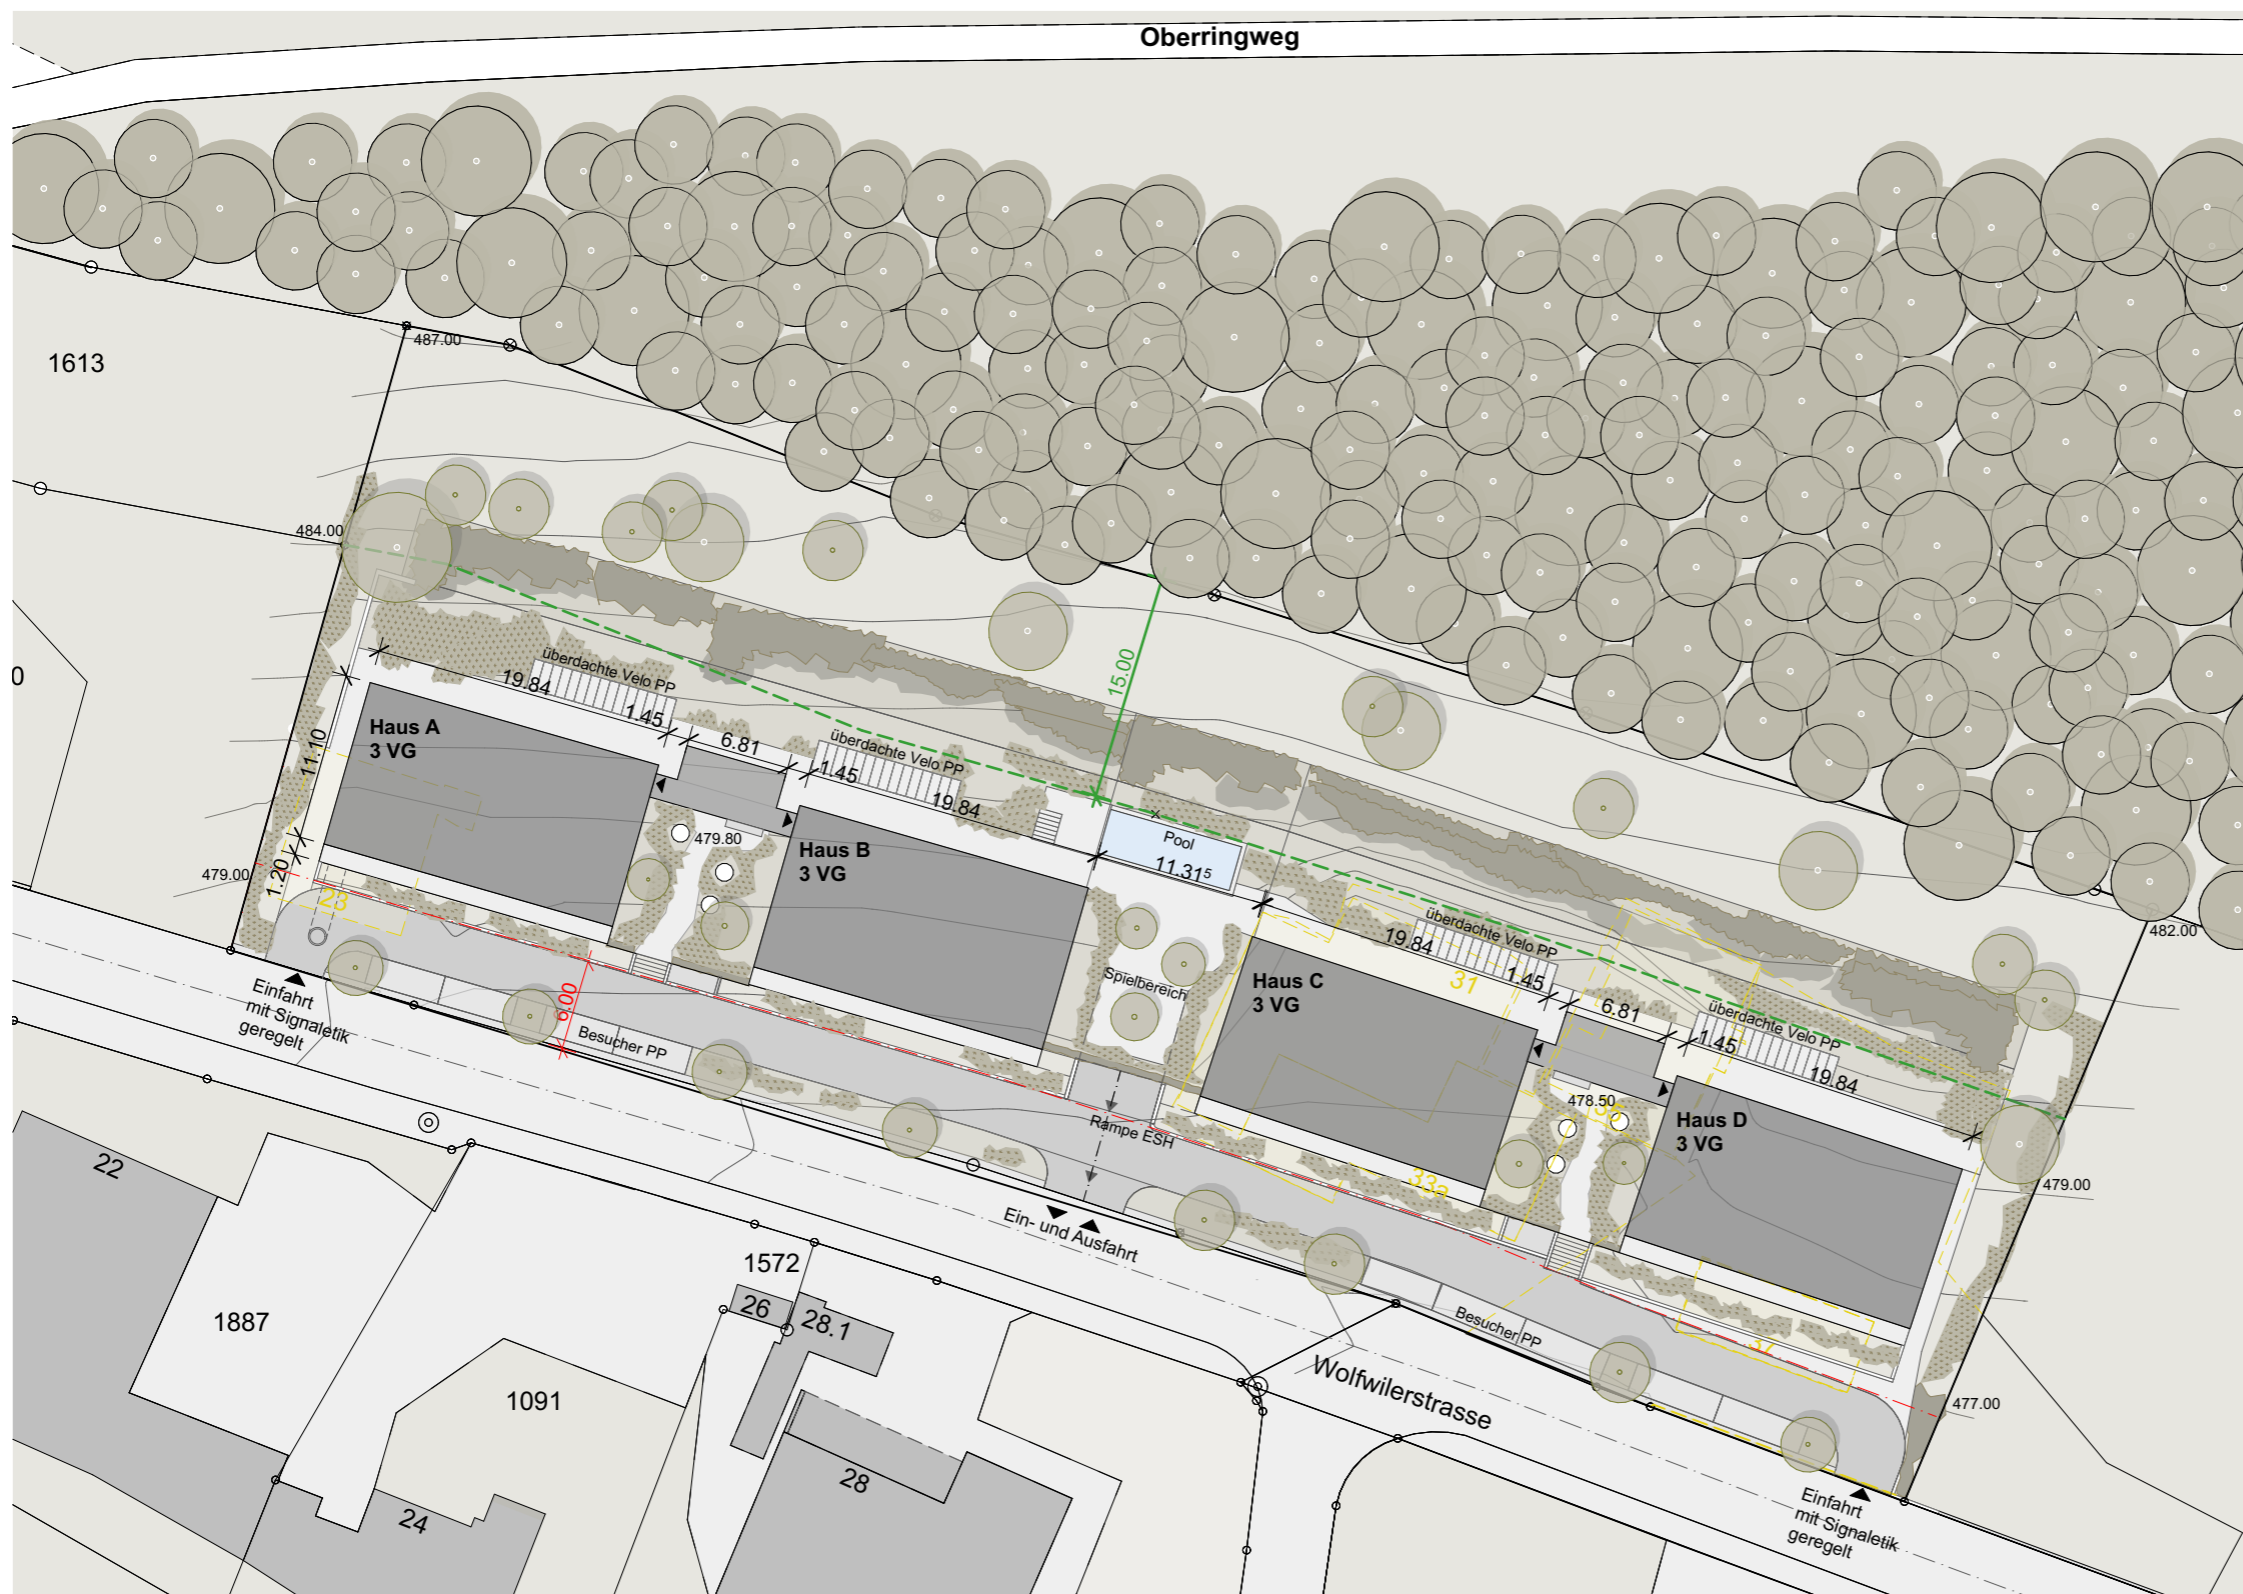 Oberringweg
487.00
1613
484.00
0
15.00
überdachte Velo PP
19.84
1.45
Haus A
3 VG
6.81
überdachte Velo PP
1.45
19.84
11.10
479.80
Pool
11.31⁵
Haus B
3 VG
479.00
1.20
23
überdachte Velo PP
19.84
1.45
482.00
31
Haus C
3 VG
Spielbereich
6.81
überdachte Velo PP
1.45
19.84
Einfahrt
mit Signaletik
geregelt
6.00
Besucher PP
478.50
35
Haus D
3 VG
Rampe ESH
33a
479.00
22
Ein- und Ausfahrt
1572
26
28.1
1887
Besucher PP
37
Wolfwilerstrasse
1091
477.00
28
24
Einfahrt
mit Signaletik
geregelt